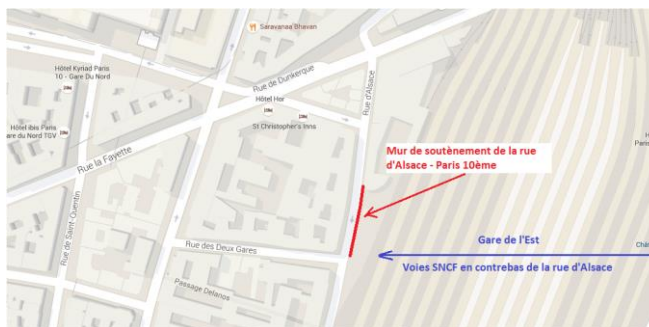 Saravanaa Bhavan
Hôtel Kyriad Paris
10 - Gare Du Nord
Rue de Dunkerque
Hôtel Hor
Rue d'Alsace
Hôtel ibis Paris
are du Nord TGV
St Christopher's Inns
Mur de soutènement de la rue
d'Alsace - Paris 10ème
Rue la Fayette
Rue de Saint-Quentin
Rue des Deux Gares
Gare de l'Est
Voies SNCF en contrebas de la rue d'Alsace
Passage Delanos